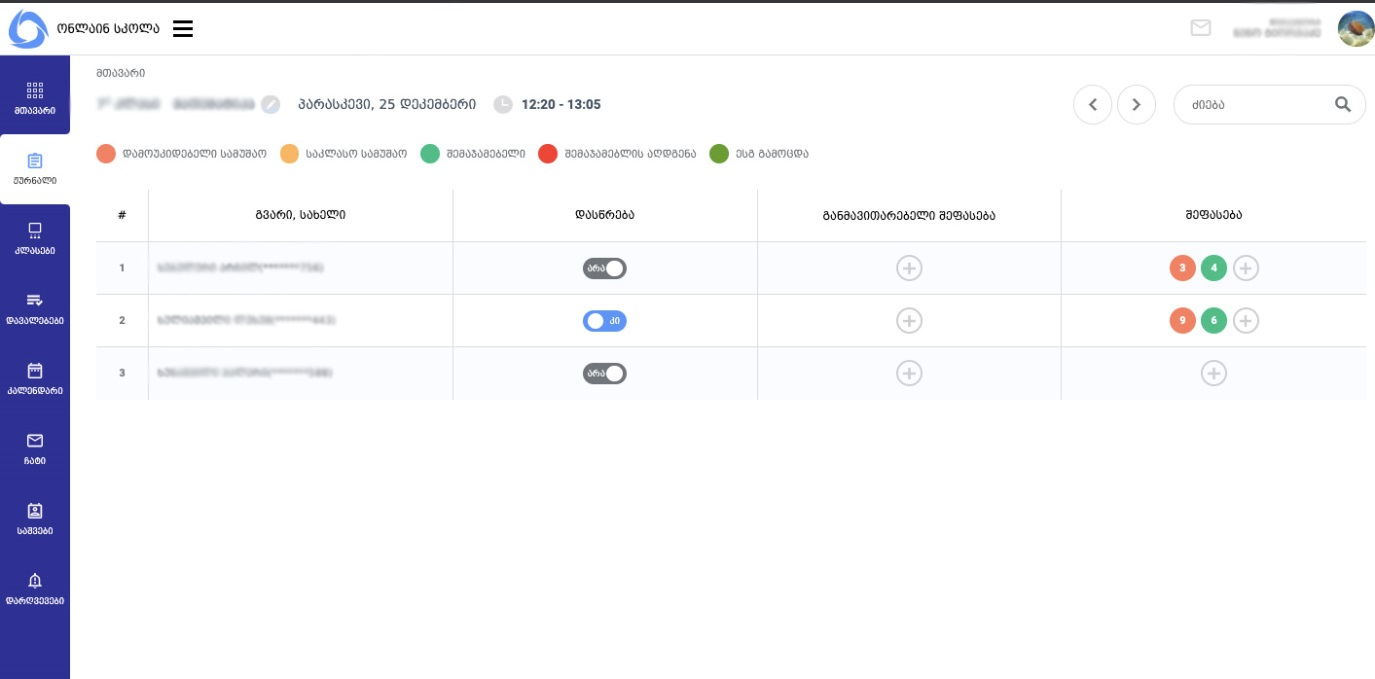 ონლაინ სკოლა
მთავარი
პარასკევი, 25 დეკემბერი 12:20 - 13:05
ძიება
დამოუკიდებელი სამუშაო საკლასო სამუშაო შემაჯამებელი შემაჯამებლის აღდგენა ესგ გამოცდა
# გვარი, სახელი დასწრება განმავითარებელი შეფასება შეფასება
1 არა 3 4
2 კი 9 6
3 არა
მთავარი
ჟურნალი
კლასები
დავალებები
კალენდარი
ჩატი
საშვები
დარღვევები